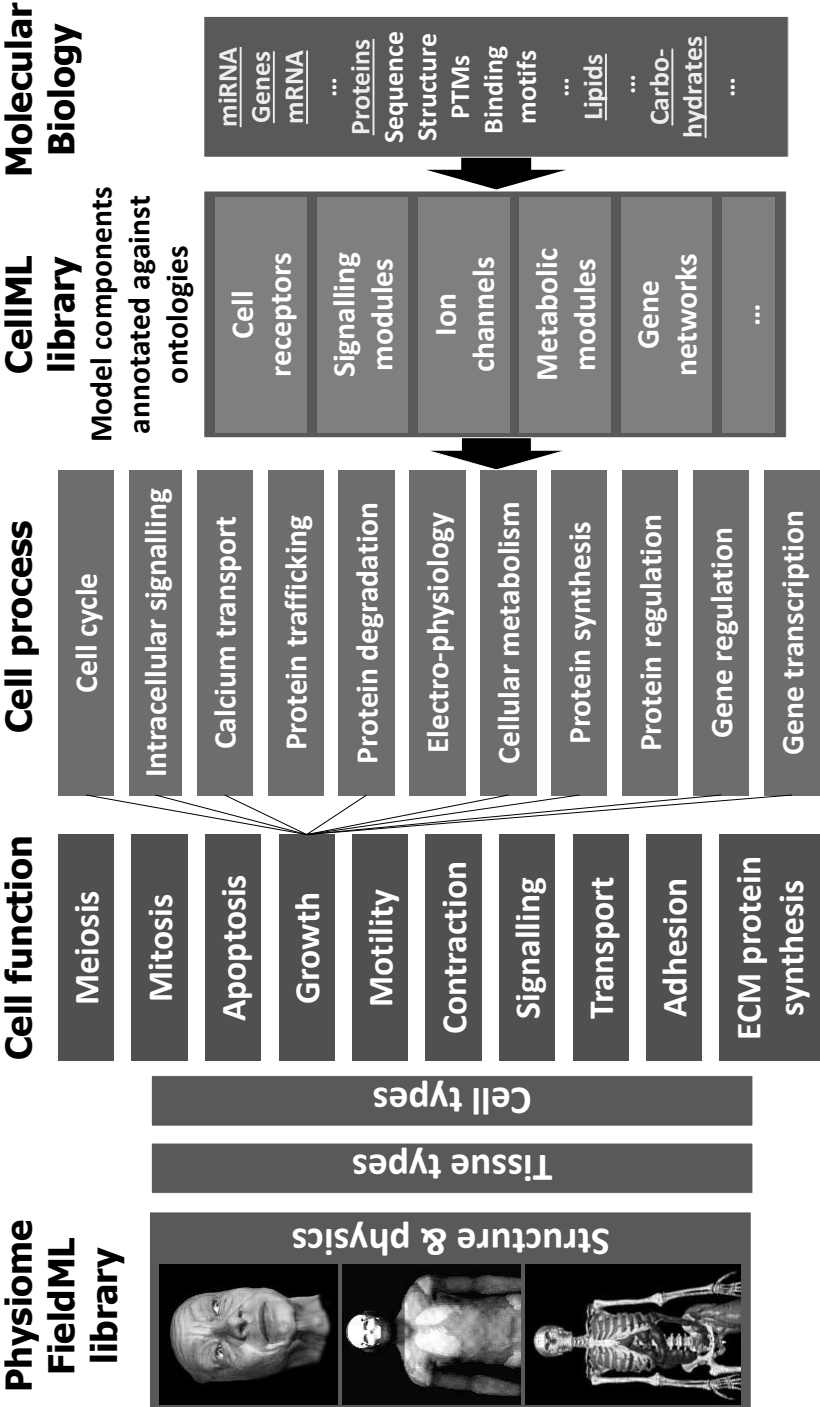 Physiome
FieldML
library
Structure & physics
Tissue types
Cell types
Cell function
Meiosis
Mitosis
Apoptosis
Growth
Motility
Contraction
Signalling
Transport
Adhesion
ECM protein
synthesis
Cell process
Cell cycle
Intracellular signalling
Calcium transport
Protein trafficking
Protein degradation
Electro-physiology
Cellular metabolism
Protein synthesis
Protein regulation
Gene regulation
Gene transcription
CellML
library
Model components
annotated against
ontologies
Cell
receptors
Signalling
modules
Ion
channels
Metabolic
modules
Gene
networks
...
Molecular
Biology
miRNA
Genes
mRNA
...
Proteins
Sequence
Structure
PTMs
Binding
motifs
...
Lipids
...
Carbo-
hydrates
...